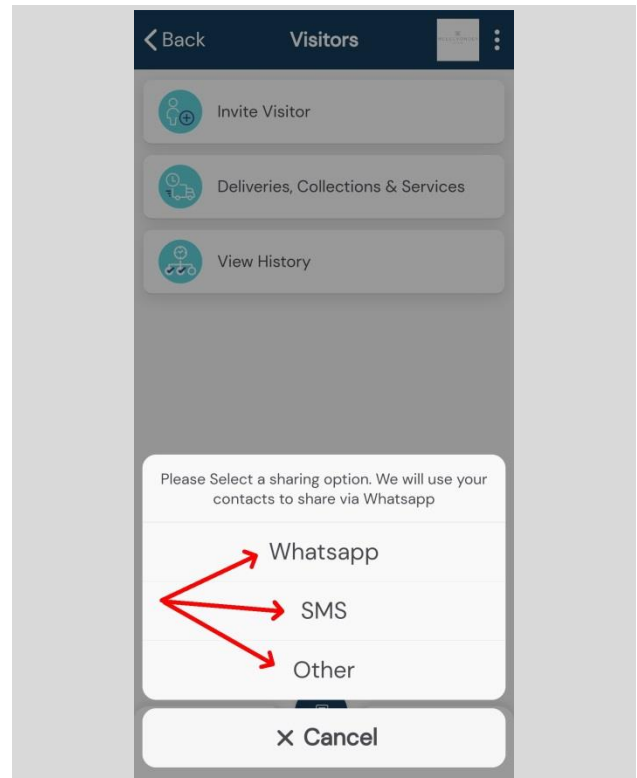 Back
Visitors
Invite Visitor
Deliveries, Collections & Services
View History
Please Select a sharing option. We will use your
contacts to share via Whatsapp
Whatsapp
SMS
Other
Cancel